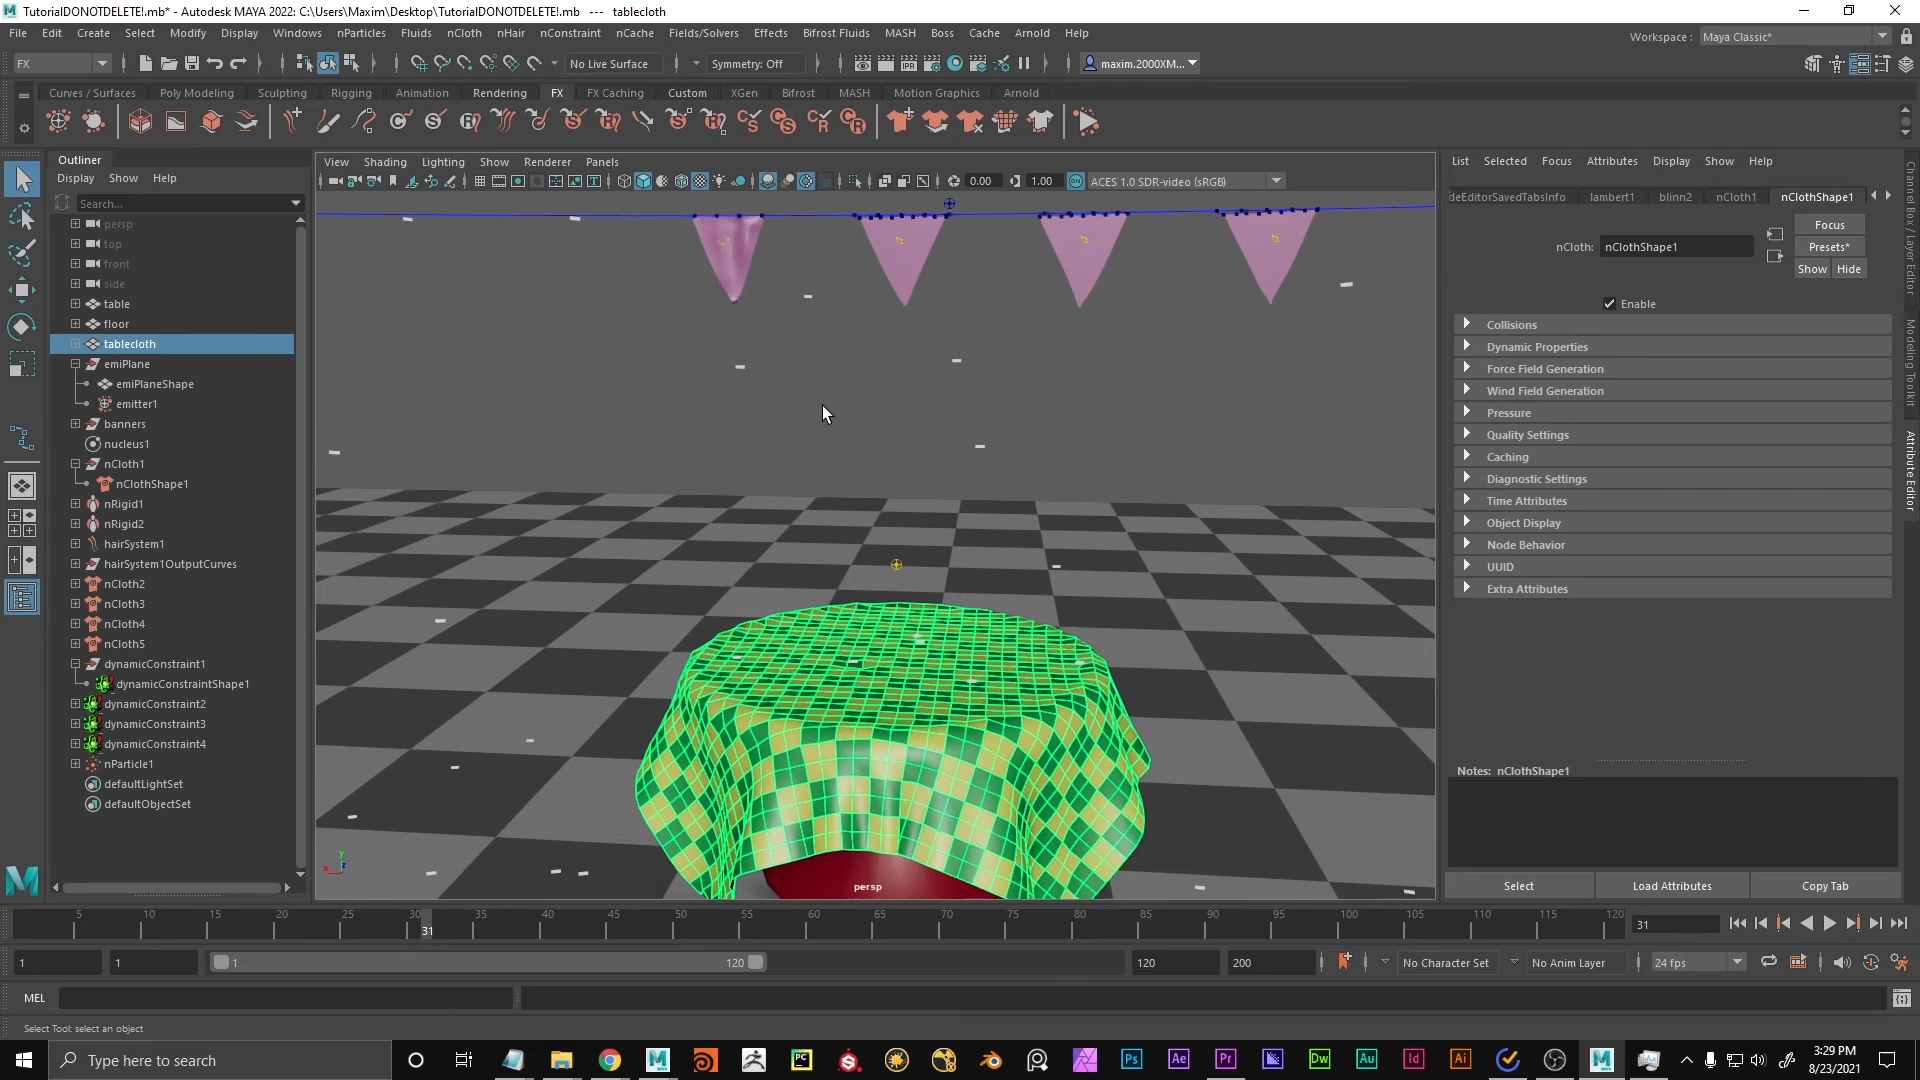 TutorialDONOTDELETE!.mb* - Autodesk MAYA 2022: C:\Users\Maxim\Desktop\TutorialDONOTDELETE!.mb --- tablecloth
File Edit Create Select Modify Display Windows nParticles Fluids nCloth nHair nConstraint nCache Fields/Solvers Effects Bifrost Fluids MASH Boss Cache Arnold Help
Workspace : Maya Classic*
FX No Live Surface Symmetry: Off maxim.2000XM...
Curves / Surfaces Poly Modeling Sculpting Rigging Animation Rendering FX FX Caching Custom XGen Bifrost MASH Motion Graphics Arnold
Outliner
Display Show Help
Search...
persp
top
front
side
table
floor
tablecloth
emiPlane
emiPlaneShape
emitter1
banners
nucleus1
nCloth1
nClothShape1
nRigid1
nRigid2
hairSystem1
hairSystem1OutputCurves
nCloth2
nCloth3
nCloth4
nCloth5
dynamicConstraint1
dynamicConstraintShape1
dynamicConstraint2
dynamicConstraint3
dynamicConstraint4
nParticle1
defaultLightSet
defaultObjectSet
View Shading Lighting Show Renderer Panels
0.00 1.00 ACES 1.0 SDR-video (sRGB)
persp
List Selected Focus Attributes Display Show Help
deEditorSavedTabsInfo lambert1 blinn2 nCloth1 nClothShape1
Focus
nCloth: nClothShape1 Presets*
Show Hide
Enable
Collisions
Dynamic Properties
Force Field Generation
Wind Field Generation
Pressure
Quality Settings
Caching
Diagnostic Settings
Time Attributes
Object Display
Node Behavior
UUID
Extra Attributes
Notes: nClothShape1
Select Load Attributes Copy Tab
Channel Box / Layer Editor
Modeling Toolkit
Attribute Editor
5 10 15 20 25 30 35 40 45 50 55 60 65 70 75 80 85 90 95 100 105 110 115 120
31 31
1 1 1 120 120 200 No Character Set No Anim Layer 24 fps
MEL
Select Tool: select an object
Type here to search
3:29 PM
8/23/2021